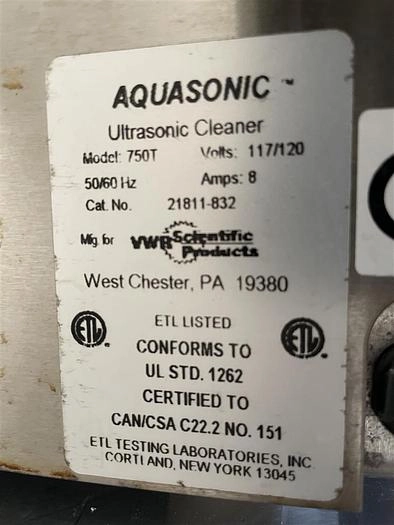 AQUASONIC ™
Ultrasonic Cleaner
Model: 750T Volts: 117/120
50/60 Hz Amps: 8
Cat. No. 21811-832
Mfg. for VWR Scientific Products
West Chester, PA 19380
ETL LISTED
ETL ETL
CONFORMS TO
UL STD. 1262
CERTIFIED TO
CAN/CSA C22.2 NO. 151
ETL TESTING LABORATORIES, INC
CORTLAND, NEW YORK 13045